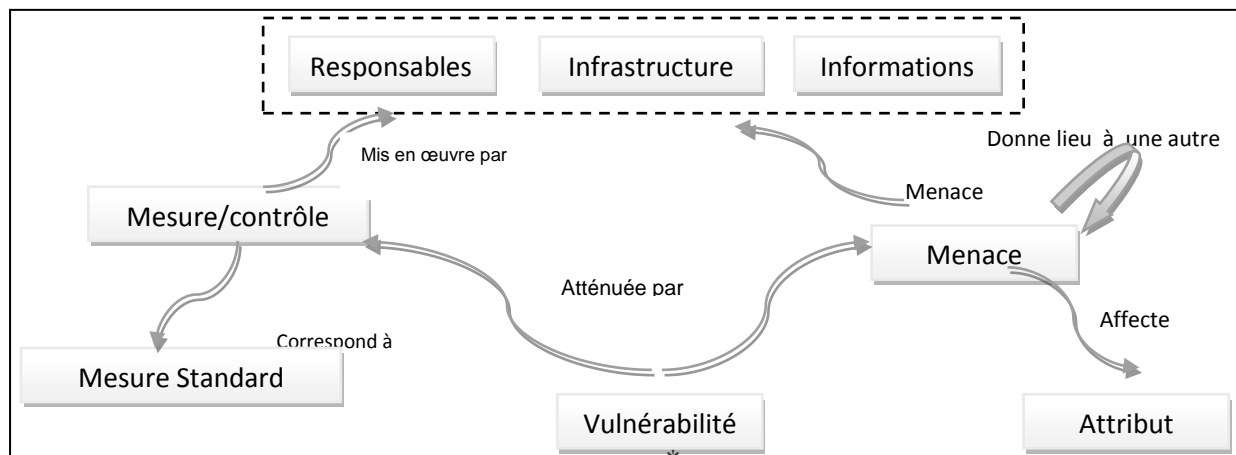 Responsables
Infrastructure
Informations
Donne lieu à une autre
Mis en œuvre par
Menace
Mesure/contrôle
Menace
Atténuée par
Affecte
Correspond à
Mesure Standard
Vulnérabilité
*
Attribut